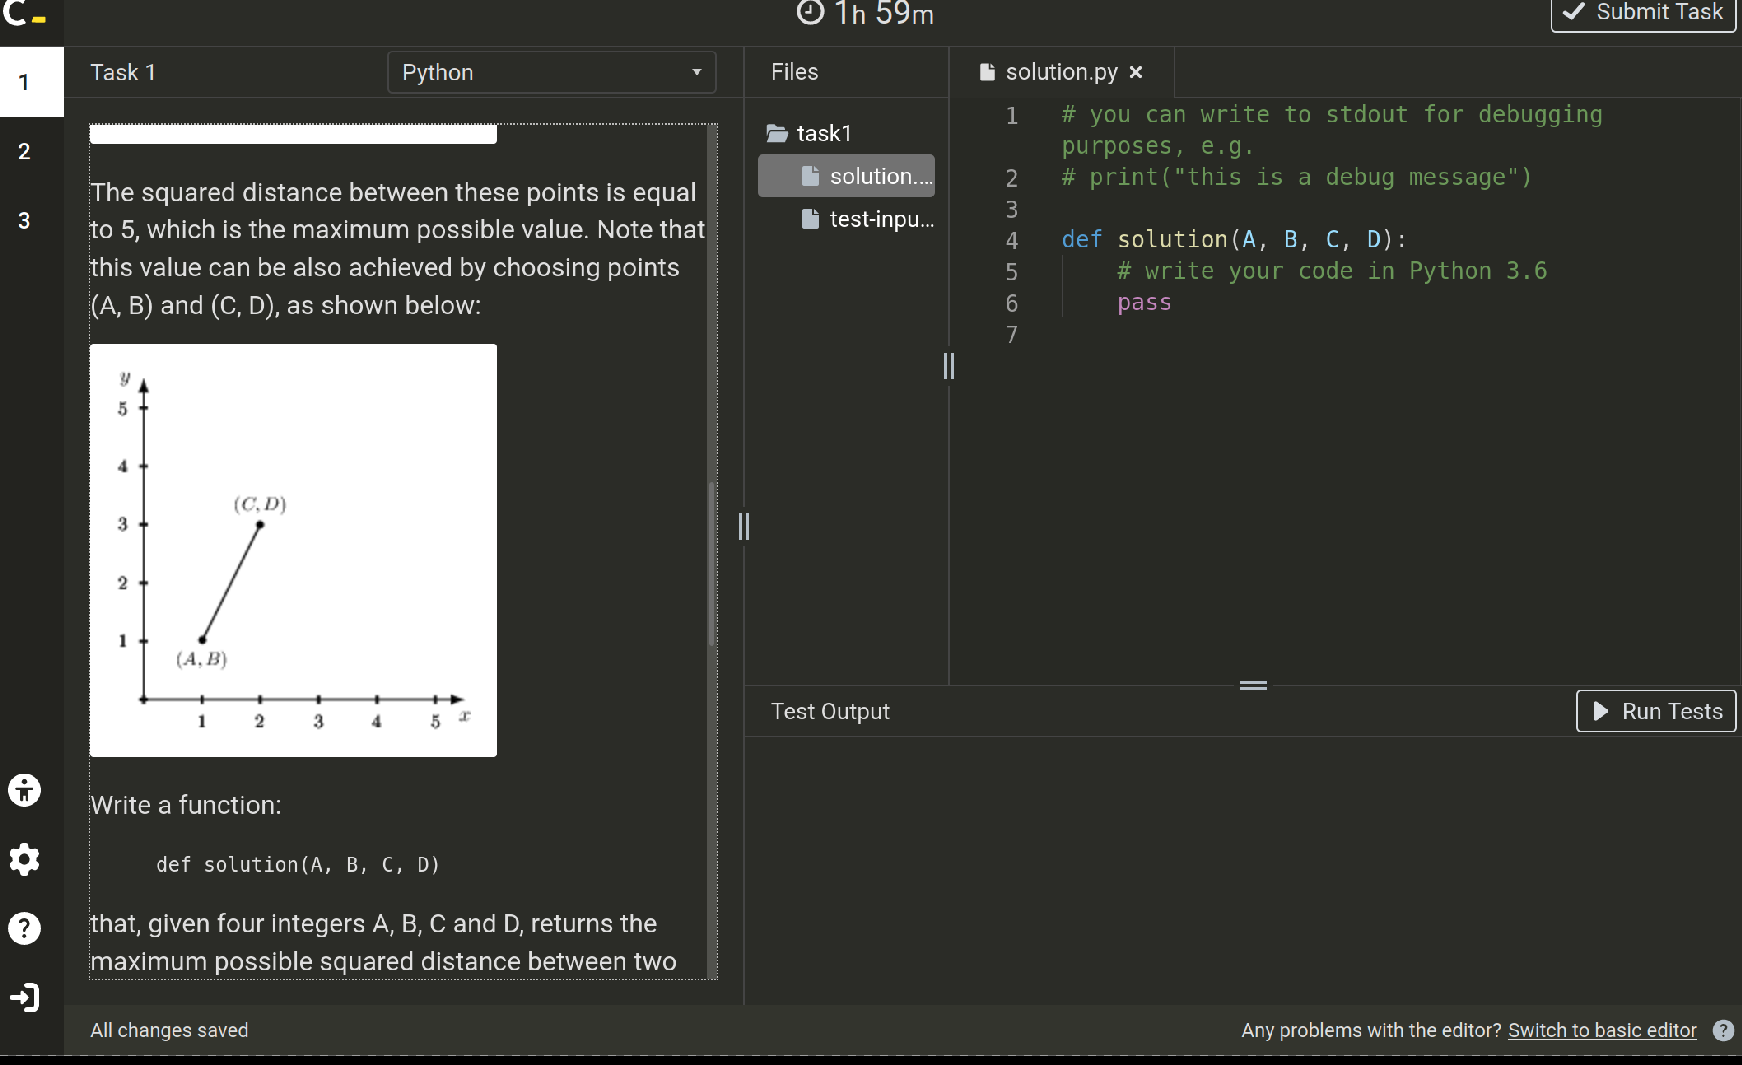 C_
1h 59m
Submit Task
1
2
3
Task 1
Python
The squared distance between these points is equal
to 5, which is the maximum possible value. Note that
this value can be also achieved by choosing points
(A, B) and (C, D), as shown below:
y
5
4
3
2
1
(C, D)
(A, B)
1 2 3 4 5 x
Write a function:
def solution(A, B, C, D)
that, given four integers A, B, C and D, returns the
maximum possible squared distance between two
All changes saved
Files
task1
solution....
test-inpu...
solution.py ×
1 # you can write to stdout for debugging
purposes, e.g.
2 # print("this is a debug message")
3
4 def solution(A, B, C, D):
5 # write your code in Python 3.6
6 pass
7
Test Output
Run Tests
Any problems with the editor? Switch to basic editor ?